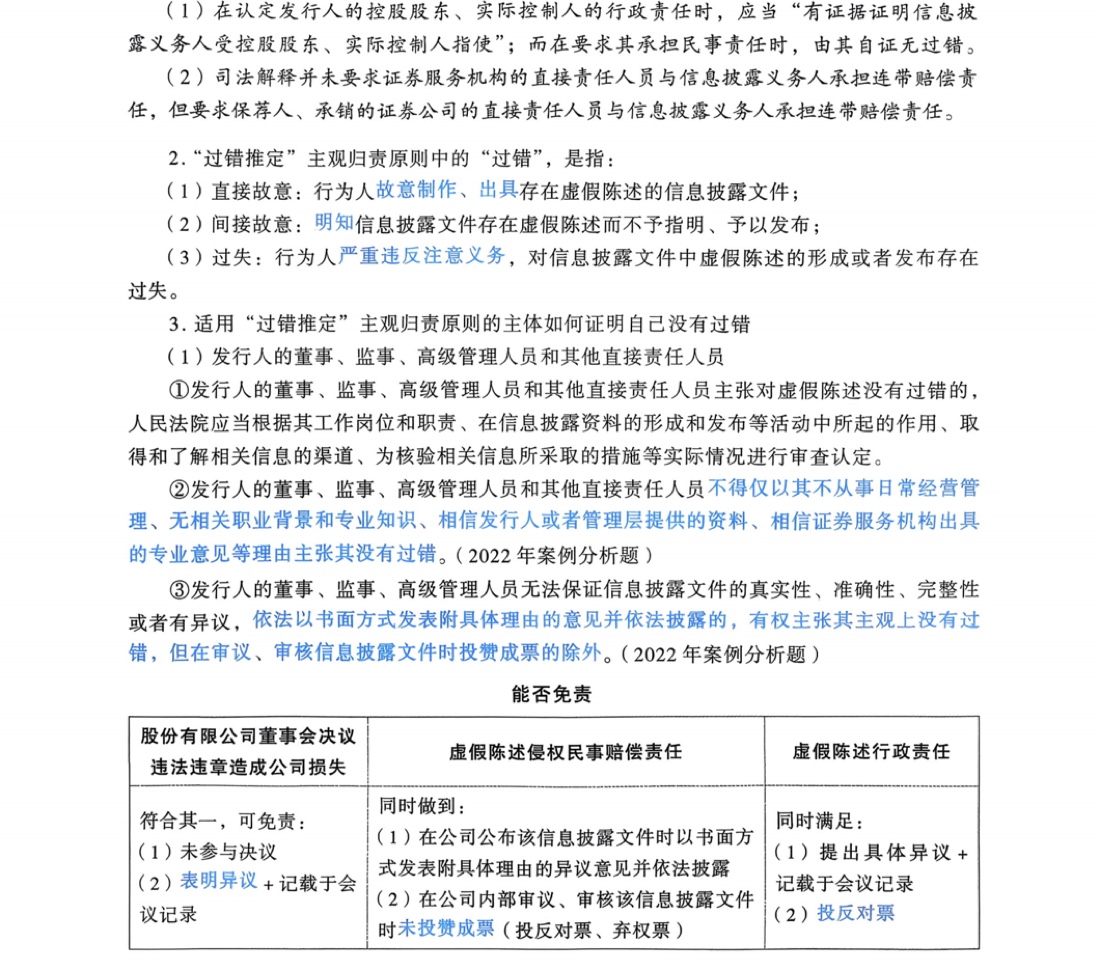 （1）在认定发行人的控股股东、实际控制人的行政责任时，应当“有证据证明信息披
露义务人受控股股东、实际控制人指使”；而在要求其承担民事责任时，由其自证无过错。
（2）司法解释并未要求证券服务机构的直接责任人员与信息披露义务人承担连带赔偿责
任，但要求保荐人、承销的证券公司的直接责任人员与信息披露义务人承担连带赔偿责任。
2.“过错推定”主观归责原则中的“过错”，是指：
（1）直接故意：行为人故意制作、出具存在虚假陈述的信息披露文件；
（2）间接故意：明知信息披露文件存在虚假陈述而不予指明、予以发布；
（3）过失：行为人严重违反注意义务，对信息披露文件中虚假陈述的形成或者发布存在
过失。
3.适用“过错推定”主观归责原则的主体如何证明自己没有过错
（1）发行人的董事、监事、高级管理人员和其他直接责任人员
①发行人的董事、监事、高级管理人员和其他直接责任人员主张对虚假陈述没有过错的，
人民法院应当根据其工作岗位和职责、在信息披露资料的形成和发布等活动中所起的作用、取
得和了解相关信息的渠道、为核验相关信息所采取的措施等实际情况进行审查认定。
②发行人的董事、监事、高级管理人员和其他直接责任人员不得仅以其不从事日常经营管
理、无相关职业背景和专业知识、相信发行人或者管理层提供的资料、相信证券服务机构出具
的专业意见等理由主张其没有过错。（2022 年案例分析题）
③发行人的董事、监事、高级管理人员无法保证信息披露文件的真实性、准确性、完整性
或者有异议，依法以书面方式发表附具体理由的意见并依法披露的，有权主张其主观上没有过
错，但在审议、审核信息披露文件时投赞成票的除外。（2022 年案例分析题）
能否免责
股份有限公司董事会决议
违法违章造成公司损失
虚假陈述侵权民事赔偿责任
虚假陈述行政责任
符合其一，可免责：
（1）未参与决议
（2）表明异议 + 记载于会
议记录
同时做到：
（1）在公司公布该信息披露文件时以书面方
式发表附具体理由的异议意见并依法披露
（2）在公司内部审议、审核该信息披露文件
时未投赞成票（投反对票、弃权票）
同时满足：
（1）提出具体异议 +
记载于会议记录
（2）投反对票